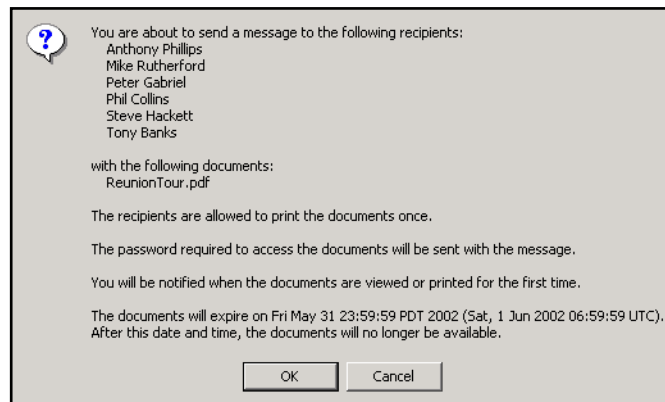 You are about to send a message to the following recipients:
Anthony Phillips
Mike Rutherford
Peter Gabriel
Phil Collins
Steve Hackett
Tony Banks
with the following documents:
ReunionTour.pdf
The recipients are allowed to print the documents once.
The password required to access the documents will be sent with the message.
You will be notified when the documents are viewed or printed for the first time.
The documents will expire on Fri May 31 23:59:59 PDT 2002 (Sat, 1 Jun 2002 06:59:59 UTC).
After this date and time, the documents will no longer be available.
OK Cancel